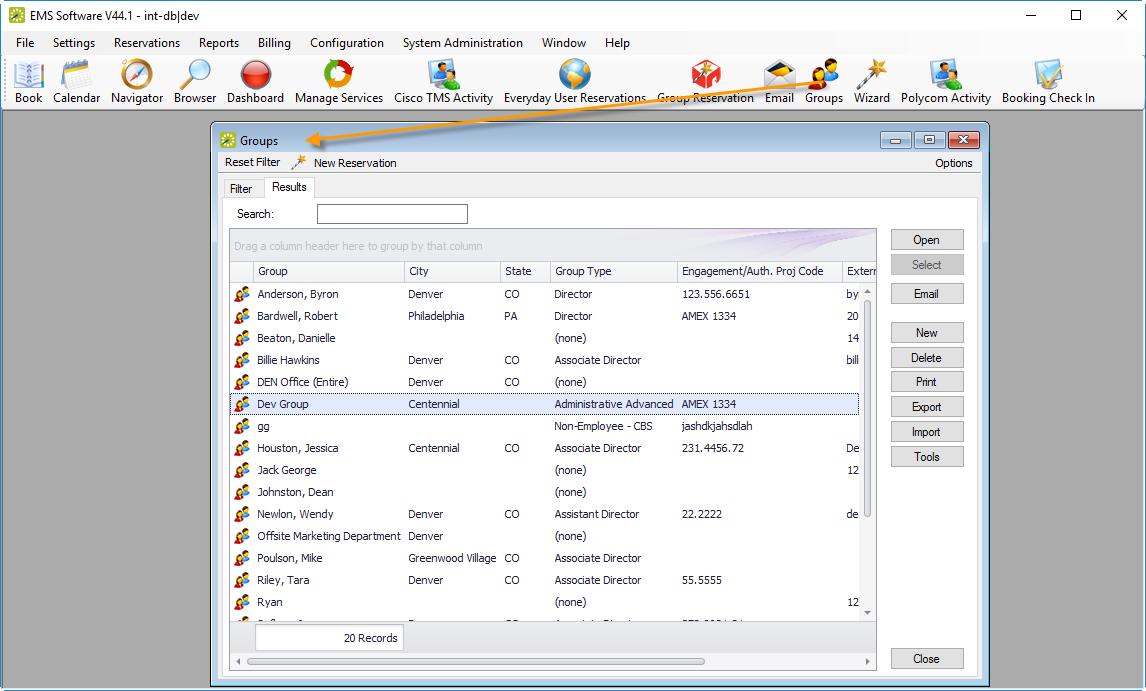 EMS Software V44.1 - int-db|dev
File Settings Reservations Reports Billing Configuration System Administration Window Help
Book Calendar Navigator Browser Dashboard Manage Services Cisco TMS Activity Everyday User Reservations Group Reservation Email Groups Wizard Polycom Activity Booking Check In
Groups
Reset Filter New Reservation Options
Filter Results
Search:
Drag a column header here to group by that column
Open
Select
Email
New
Delete
Print
Export
Import
Tools
Group City State Group Type Engagement/Auth. Proj Code Extern
Anderson, Byron Denver CO Director 123.556.6651 by
Bardwell, Robert Philadelphia PA Director AMEX 1334 20
Beaton, Danielle (none) 14
Billie Hawkins Denver CO Associate Director bill
DEN Office (Entire) Denver CO (none)
Dev Group Centennial Administrative Advanced AMEX 1334
gg Non-Employee - CBS jashdkjahsdlah
Houston, Jessica Centennial CO Associate Director 231.4456.72 De
Jack George (none) 12
Johnston, Dean (none)
Newlon, Wendy Denver CO Assistant Director 22.2222 de
Offsite Marketing Department Denver (none)
Poulson, Mike Greenwood Village CO Associate Director
Riley, Tara Denver CO Associate Director 55.5555
Ryan (none) 12
20 Records
Close